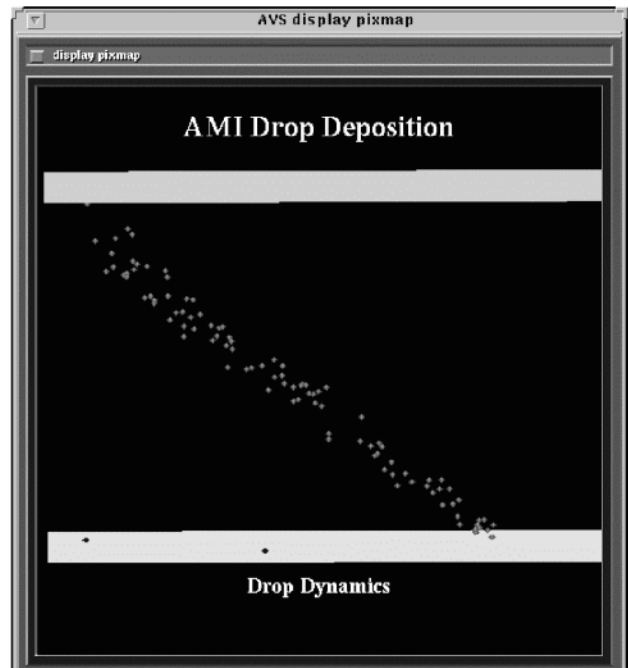 AVS display pixmap
display pixmap
AMI Drop Deposition
Drop Dynamics